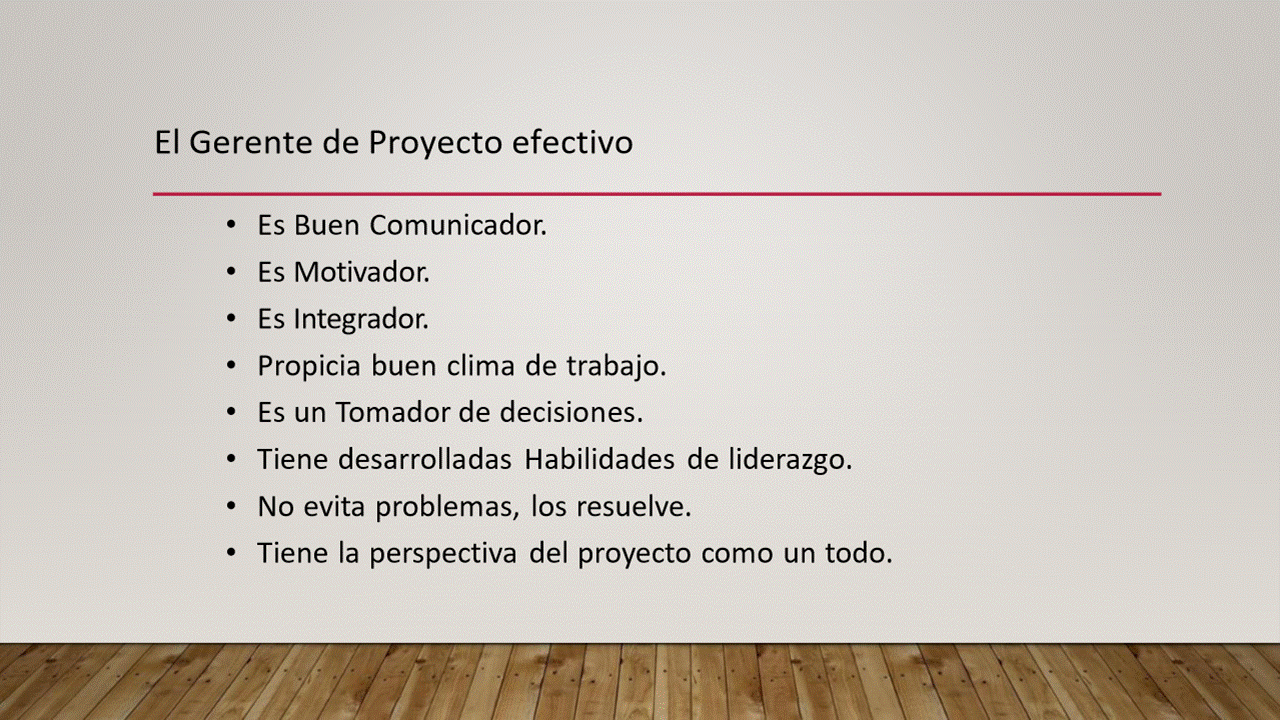 El Gerente de Proyecto efectivo
• Es Buen Comunicador.
• Es Motivador.
• Es Integrador.
• Propicia buen clima de trabajo.
• Es un Tomador de decisiones.
• Tiene desarrolladas Habilidades de liderazgo.
• No evita problemas, los resuelve.
• Tiene la perspectiva del proyecto como un todo.